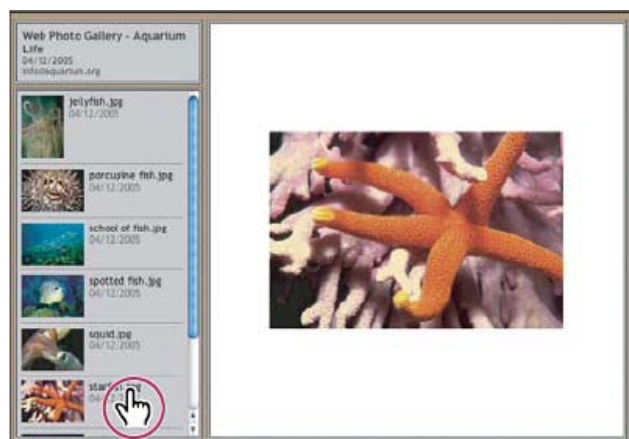 Web Photo Gallery - Aquarium
Life
04/12/2005
info@aquarium.org
jellyfish.jpg
04/12/2005
porcupine fish.jpg
04/12/2005
school of fish.jpg
04/12/2005
spotted fish.jpg
04/12/2005
squid.jpg
04/12/2005